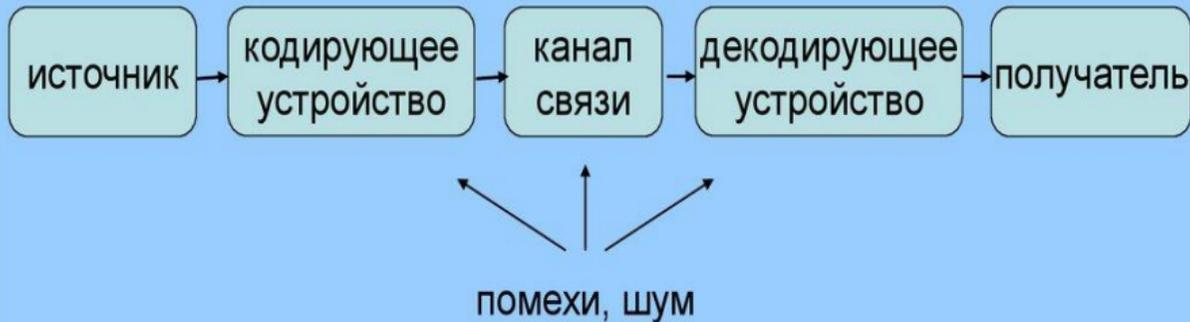 источник
кодирующее
устройство
канал
связи
декодирующее
устройство
получатель
помехи, шум